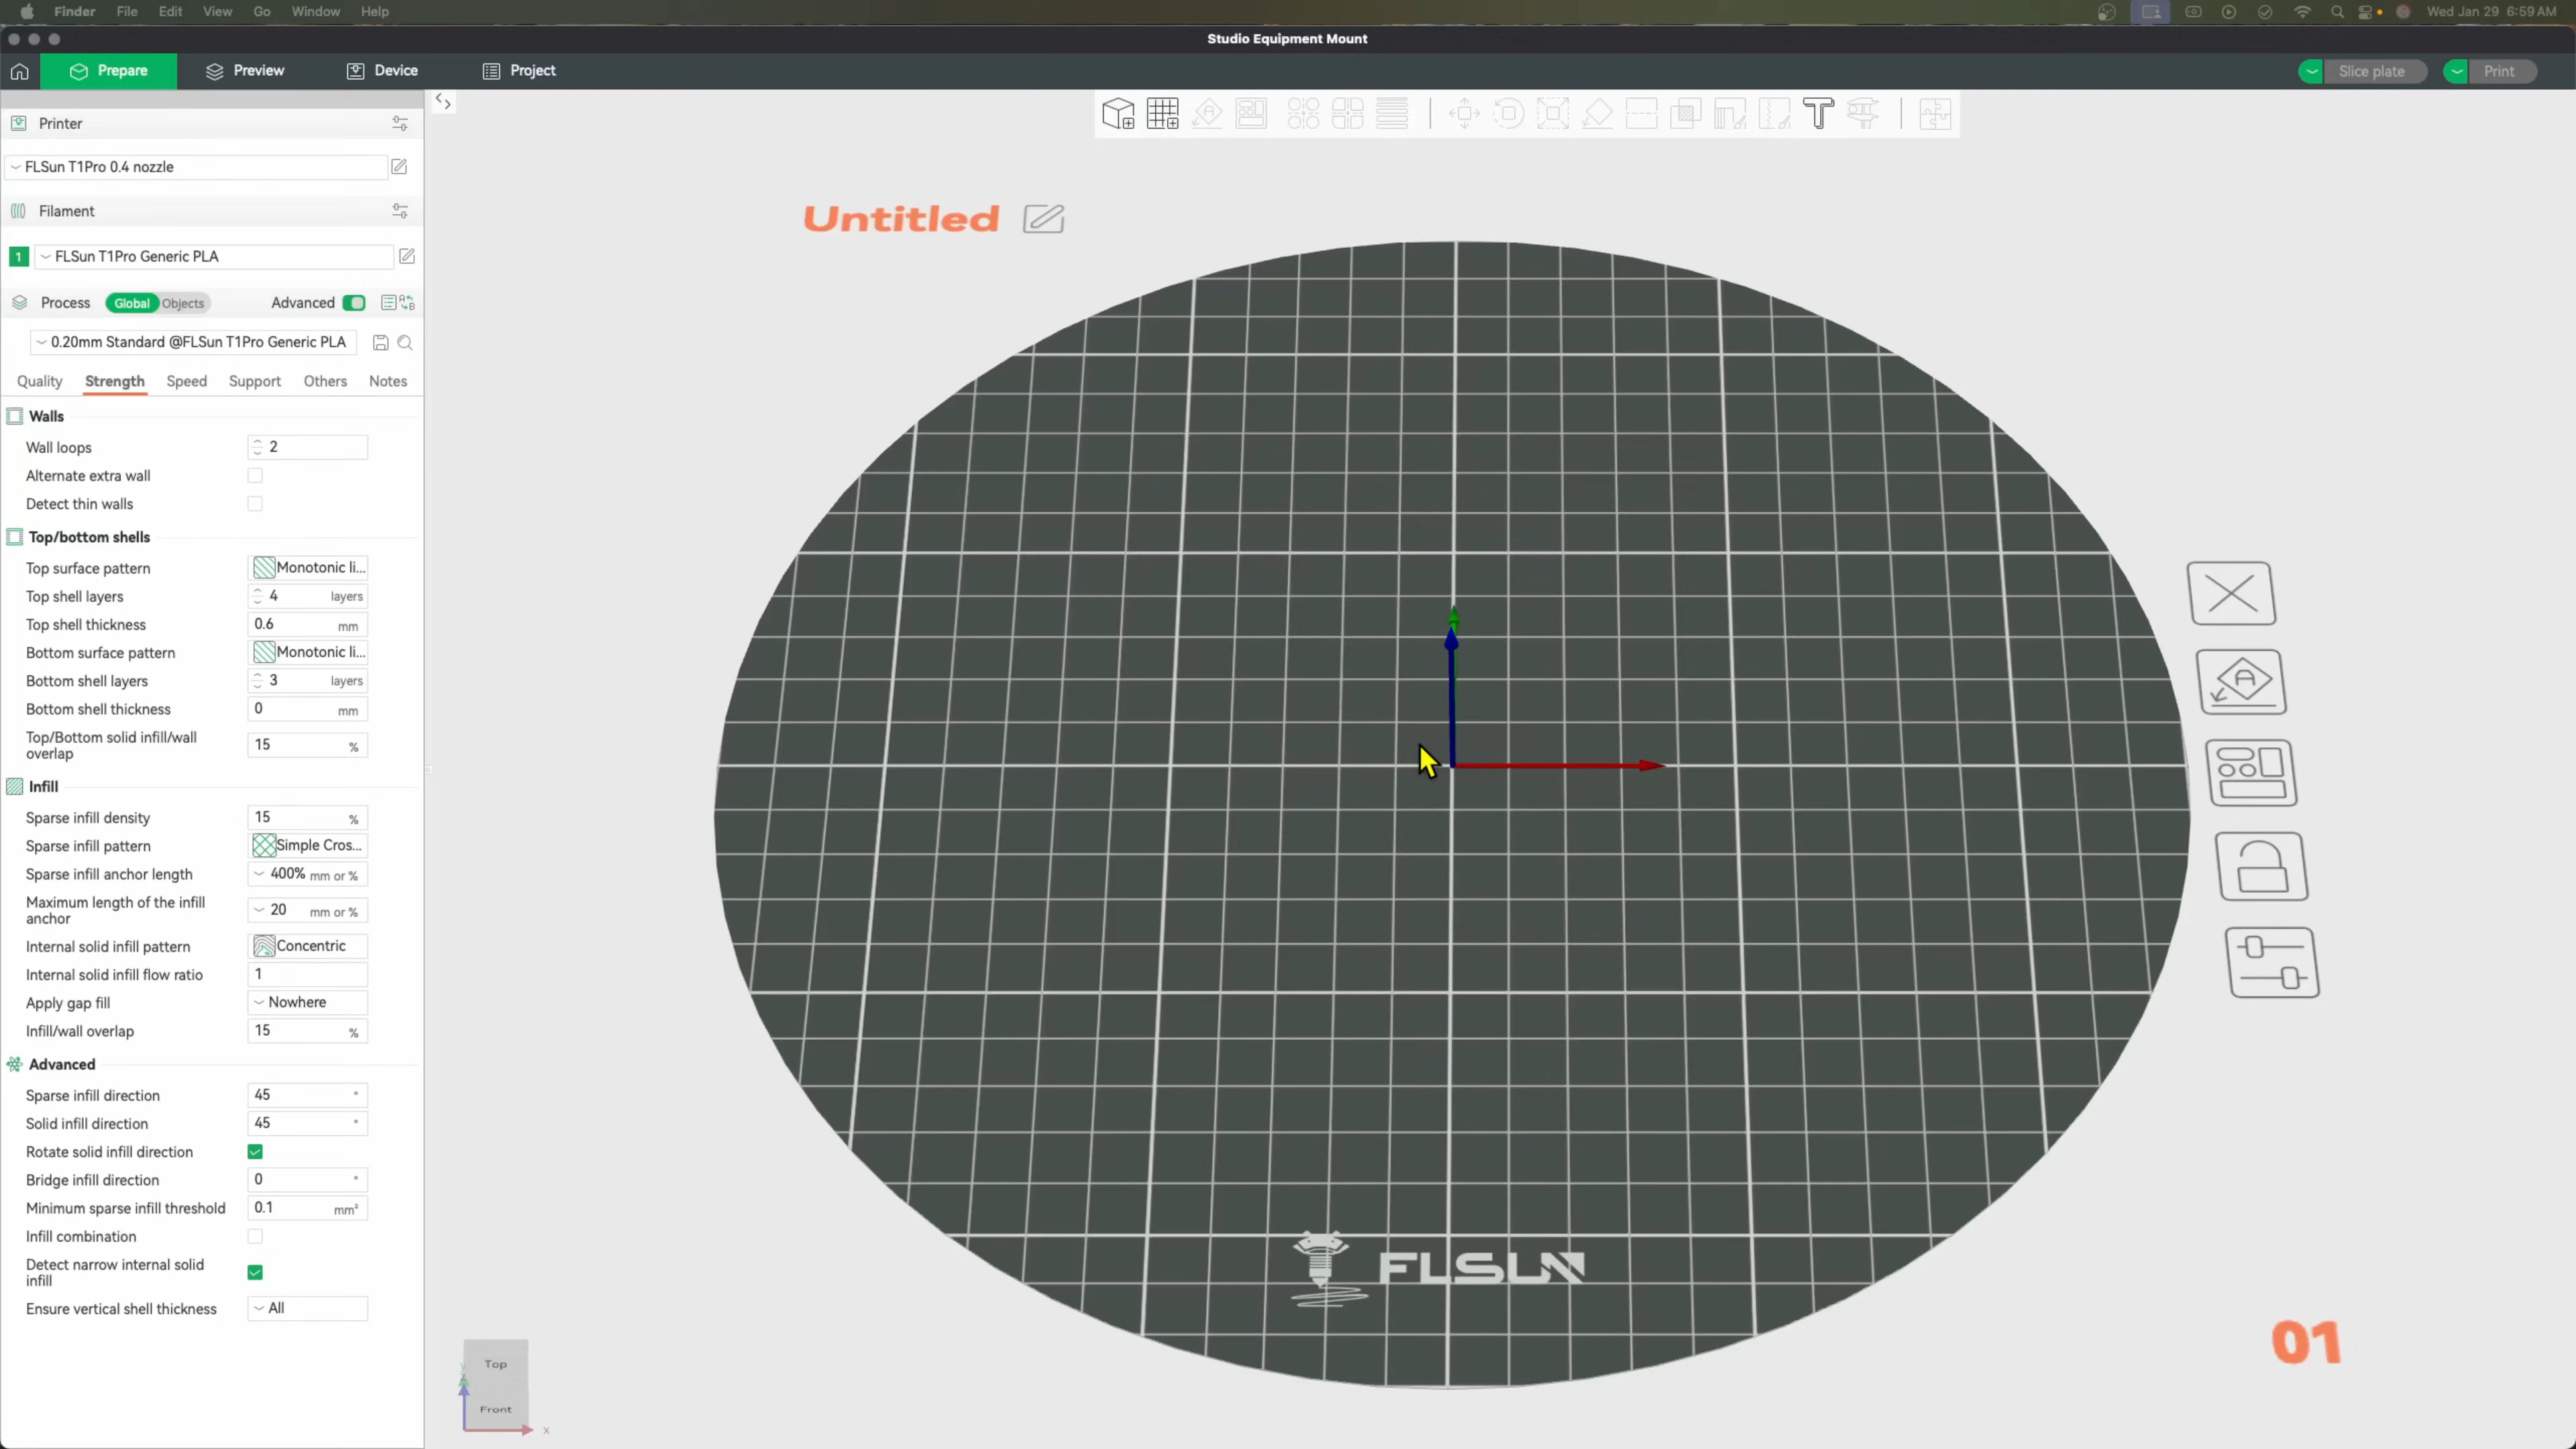 Finder File Edit View Go Window Help
Wed Jan 29 6:59 AM
Studio Equipment Mount
Prepare
Preview
Device
Project
Slice plate
Print
Printer
FLSun T1Pro 0.4 nozzle
Filament
1 FLSun T1Pro Generic PLA
Process Global Objects Advanced
0.20mm Standard @FLSun T1Pro Generic PLA
Quality Strength Speed Support Others Notes
Walls
Wall loops 2
Alternate extra wall
Detect thin walls
Top/bottom shells
Top surface pattern Monotonic li...
Top shell layers 4 layers
Top shell thickness 0.6 mm
Bottom surface pattern Monotonic li...
Bottom shell layers 3 layers
Bottom shell thickness 0 mm
Top/Bottom solid infill/wall
overlap 15 %
Infill
Sparse infill density 15 %
Sparse infill pattern Simple Cros...
Sparse infill anchor length 400% mm or %
Maximum length of the infill
anchor 20 mm or %
Internal solid infill pattern Concentric
Internal solid infill flow ratio 1
Apply gap fill Nowhere
Infill/wall overlap 15 %
Advanced
Sparse infill direction 45 °
Solid infill direction 45 °
Rotate solid infill direction
Bridge infill direction 0 °
Minimum sparse infill threshold 0.1 mm²
Infill combination
Detect narrow internal solid
infill
Ensure vertical shell thickness All
Untitled
FLSUN
01
Top
Front
x